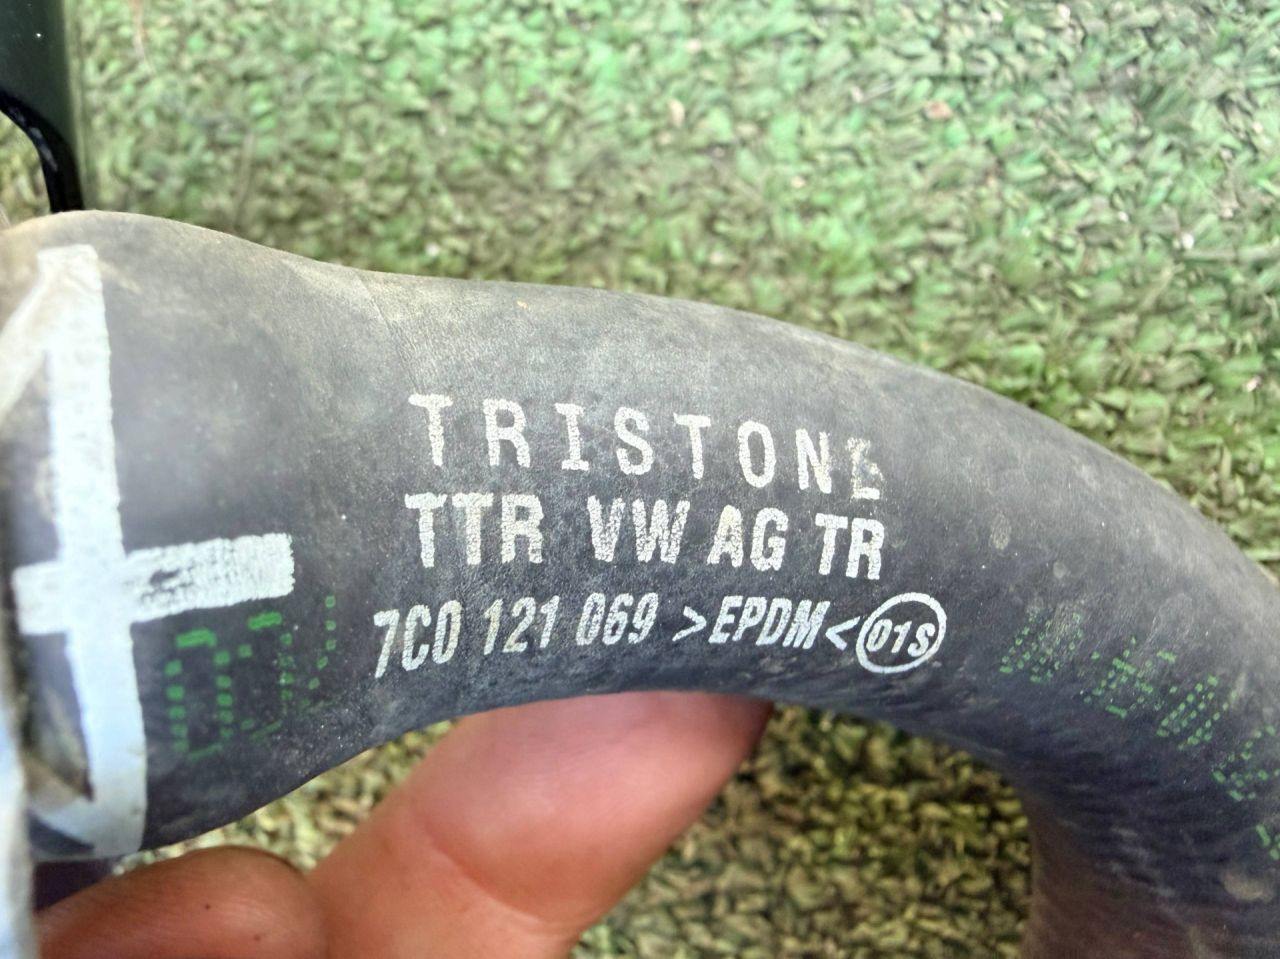 TRISTONE
TTR VW AG TR
7C0 121 069 >EPDM< 01S